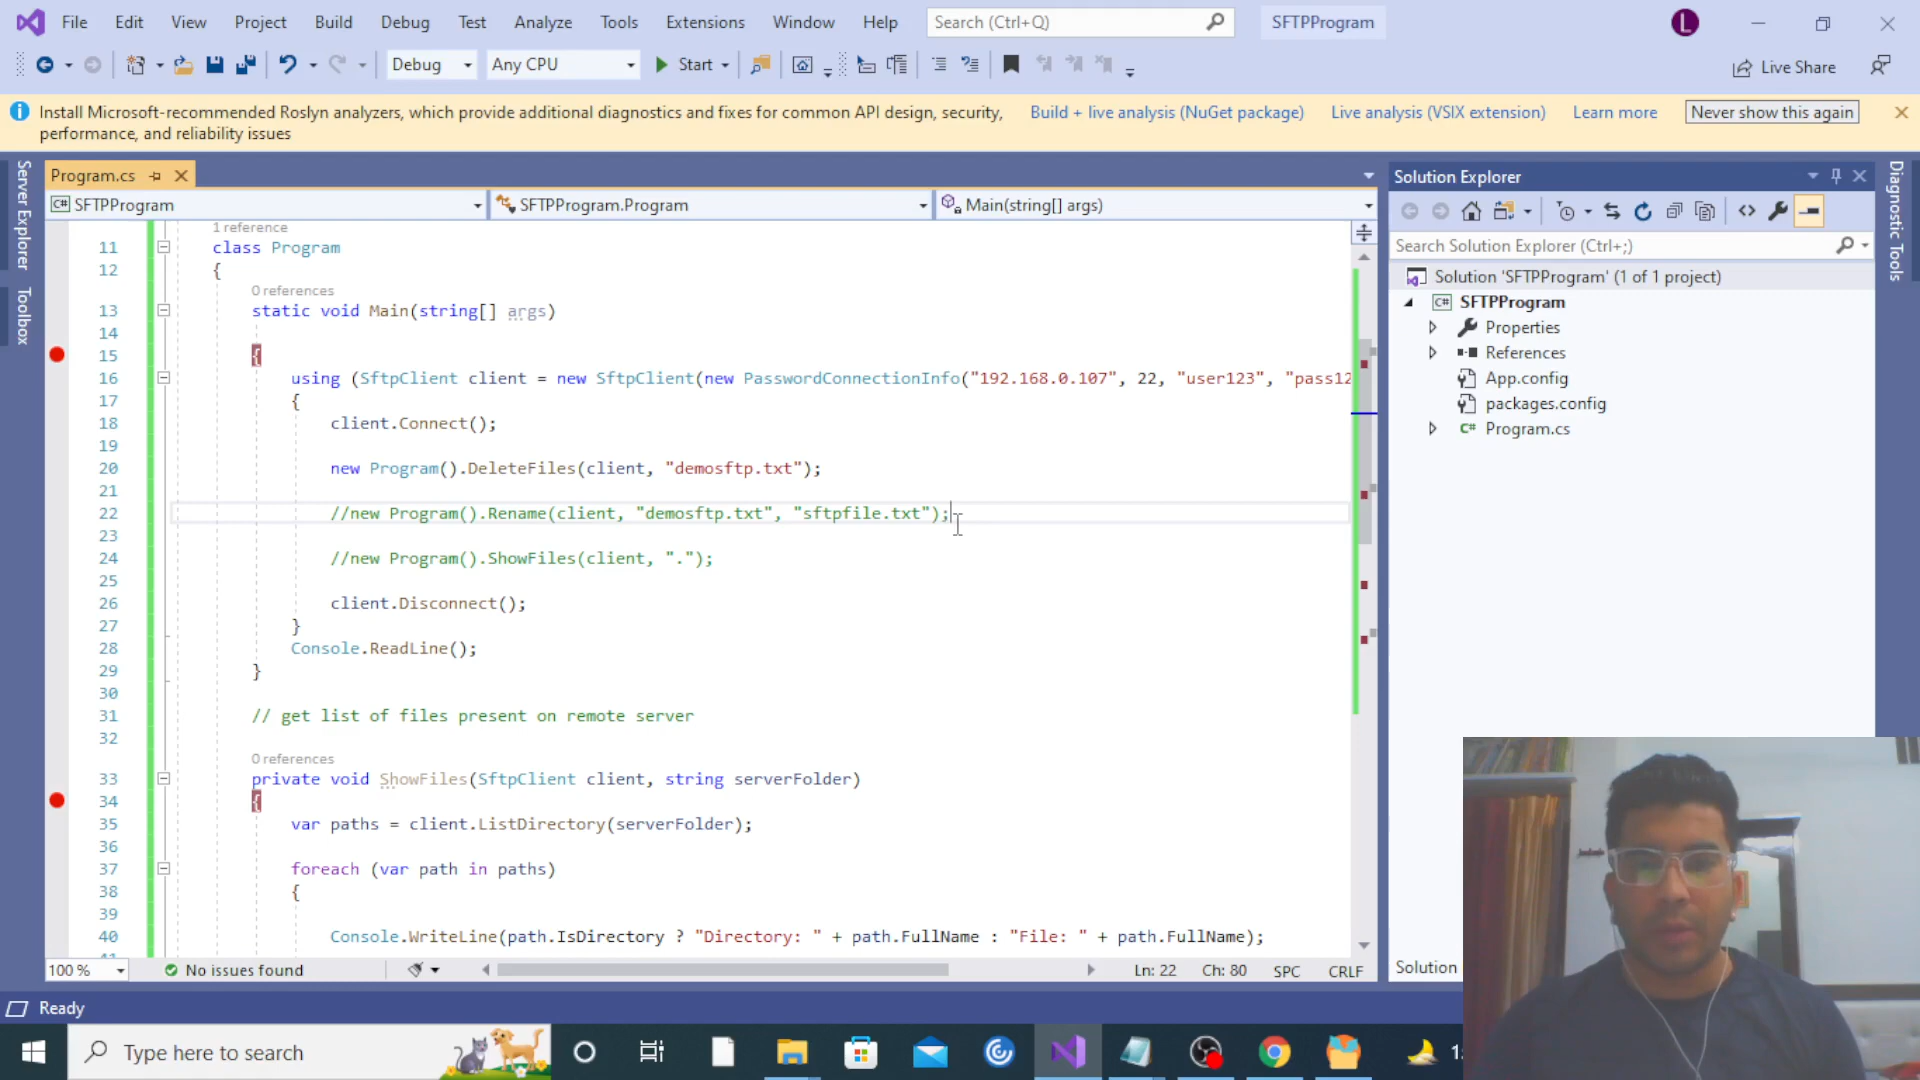 File Edit View Project Build Debug Test Analyze Tools Extensions Window Help Search (Ctrl+Q) SFTPProgram L
Debug Any CPU Start Live Share
Install Microsoft-recommended Roslyn analyzers, which provide additional diagnostics and fixes for common API design, security, performance, and reliability issues
Build + live analysis (NuGet package) Live analysis (VSIX extension) Learn more Never show this again
Server Explorer
Toolbox
Program.cs
SFTPProgram SFTPProgram.Program Main(string[] args)
1 reference
11 class Program
12 {
0 references
13 static void Main(string[] args)
14
15 {
16 using (SftpClient client = new SftpClient(new PasswordConnectionInfo("192.168.0.107", 22, "user123", "pass12
17 {
18 client.Connect();
19
20 new Program().DeleteFiles(client, "demosftp.txt");
21
22 //new Program().Rename(client, "demosftp.txt", "sftpfile.txt");
23
24 //new Program().ShowFiles(client, ".");
25
26 client.Disconnect();
27 }
28 Console.ReadLine();
29 }
30
31 // get list of files present on remote server
32
0 references
33 private void ShowFiles(SftpClient client, string serverFolder)
34 {
35 var paths = client.ListDirectory(serverFolder);
36
37 foreach (var path in paths)
38 {
39
40 Console.WriteLine(path.IsDirectory ? "Directory: " + path.FullName : "File: " + path.FullName);
100 % No issues found Ln: 22 Ch: 80 SPC CRLF
Solution Explorer
Search Solution Explorer (Ctrl+;)
Solution 'SFTPProgram' (1 of 1 project)
C# SFTPProgram
Properties
References
App.config
packages.config
C# Program.cs
Solution
Diagnostic Tools
Ready
Type here to search